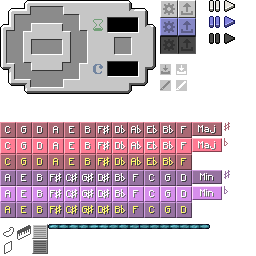 C
C G D A E B F# Db Ab Eb Bb F Maj #
C G D A E B F# Db Ab Eb Bb F Maj b
C G D A E B F# Db Ab Eb Bb F
A E B F# C# G# D# Bb F C G D Min #
A E B F# C# G# D# Bb F C G D Min b
A E B F# C# G# D# Bb F C G D